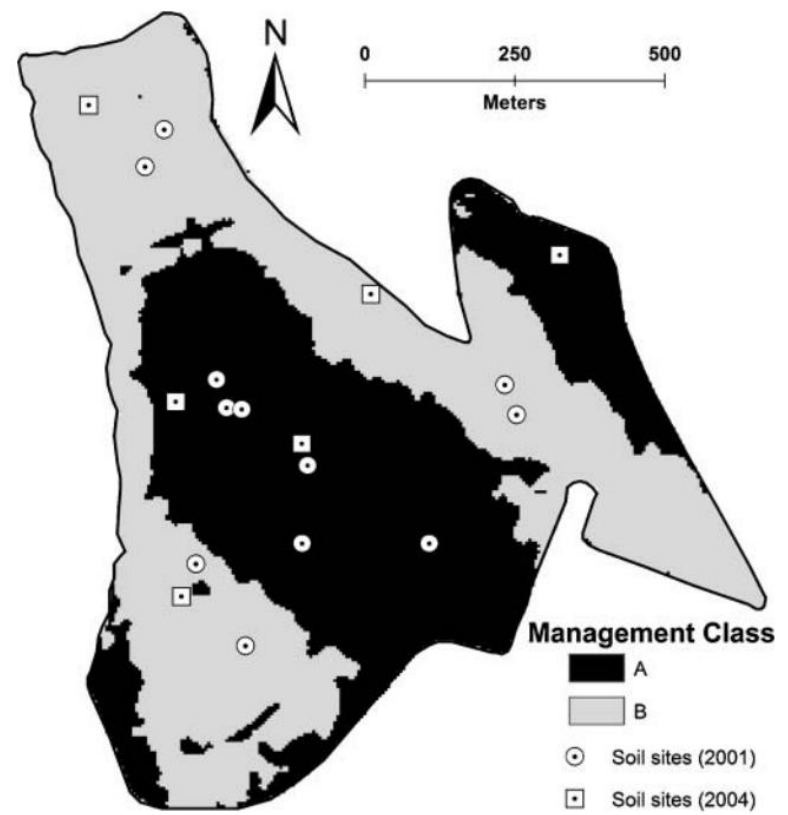 N
0 250 500
Meters
Management Class
A
B
Soil sites (2001)
Soil sites (2004)